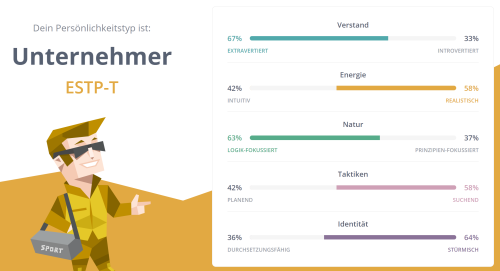 Dein Persönlichkeitstyp ist:
Unternehmer
ESTP-T
SPORT
Verstand
67% 33%
EXTRAVERTIERT INTROVERTIERT
Energie
42% 58%
INTUITIV REALISTISCH
Natur
63% 37%
LOGIK-FOKUSSIERT PRINZIPIEN-FOKUSSIERT
Taktiken
42% 58%
PLANEND SUCHEND
Identität
36% 64%
DURCHSETZUNGSFÄHIG STÜRMISCH